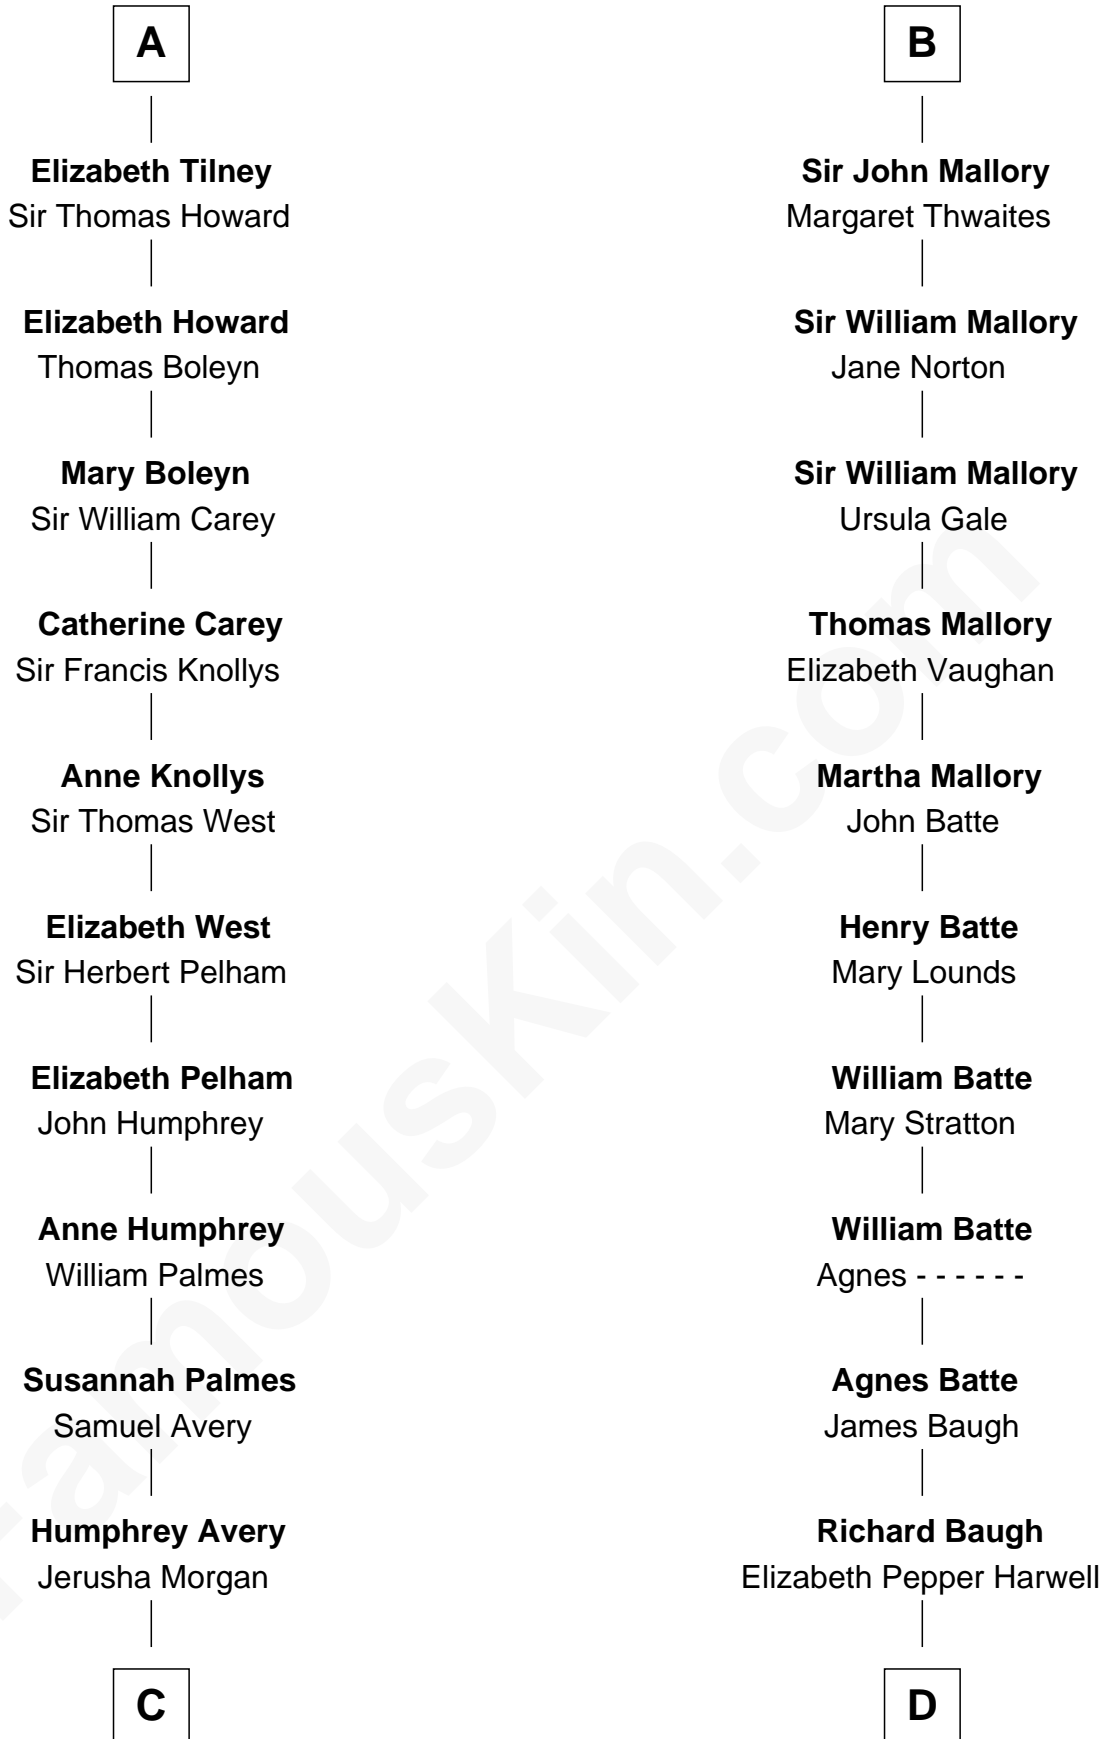 A
Elizabeth Tilney
Sir Thomas Howard
Elizabeth Howard
Thomas Boleyn
Mary Boleyn
Sir William Carey
Catherine Carey
Sir Francis Knollys
Anne Knollys
Sir Thomas West
Elizabeth West
Sir Herbert Pelham
Elizabeth Pelham
John Humphrey
Anne Humphrey
William Palmes
Susannah Palmes
Samuel Avery
Humphrey Avery
Jerusha Morgan
C
B
Sir John Mallory
Margaret Thwaites
Sir William Mallory
Jane Norton
Sir William Mallory
Ursula Gale
Thomas Mallory
Elizabeth Vaughan
Martha Mallory
John Batte
Henry Batte
Mary Lounds
William Batte
Mary Stratton
William Batte
Agnes - - - - - -
Agnes Batte
James Baugh
Richard Baugh
Elizabeth Pepper Harwell
D
FamousKin.com